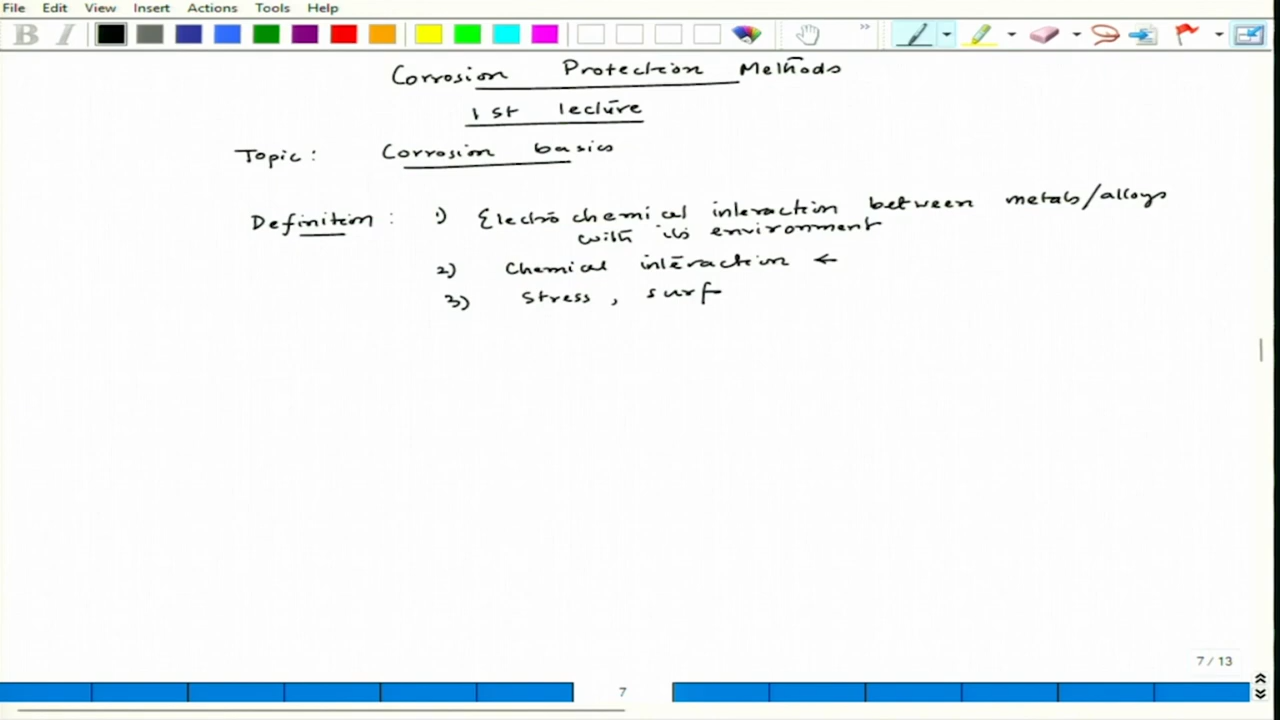 File Edit View Insert Actions Tools Help
B I
Corrosion Protection Methods
1st lecture
Topic: Corrosion basics
Definition: 1) Electrochemical interaction between metals/alloys
with its environment
2) Chemical interaction ←
3) Stress, surf
7 / 13
7